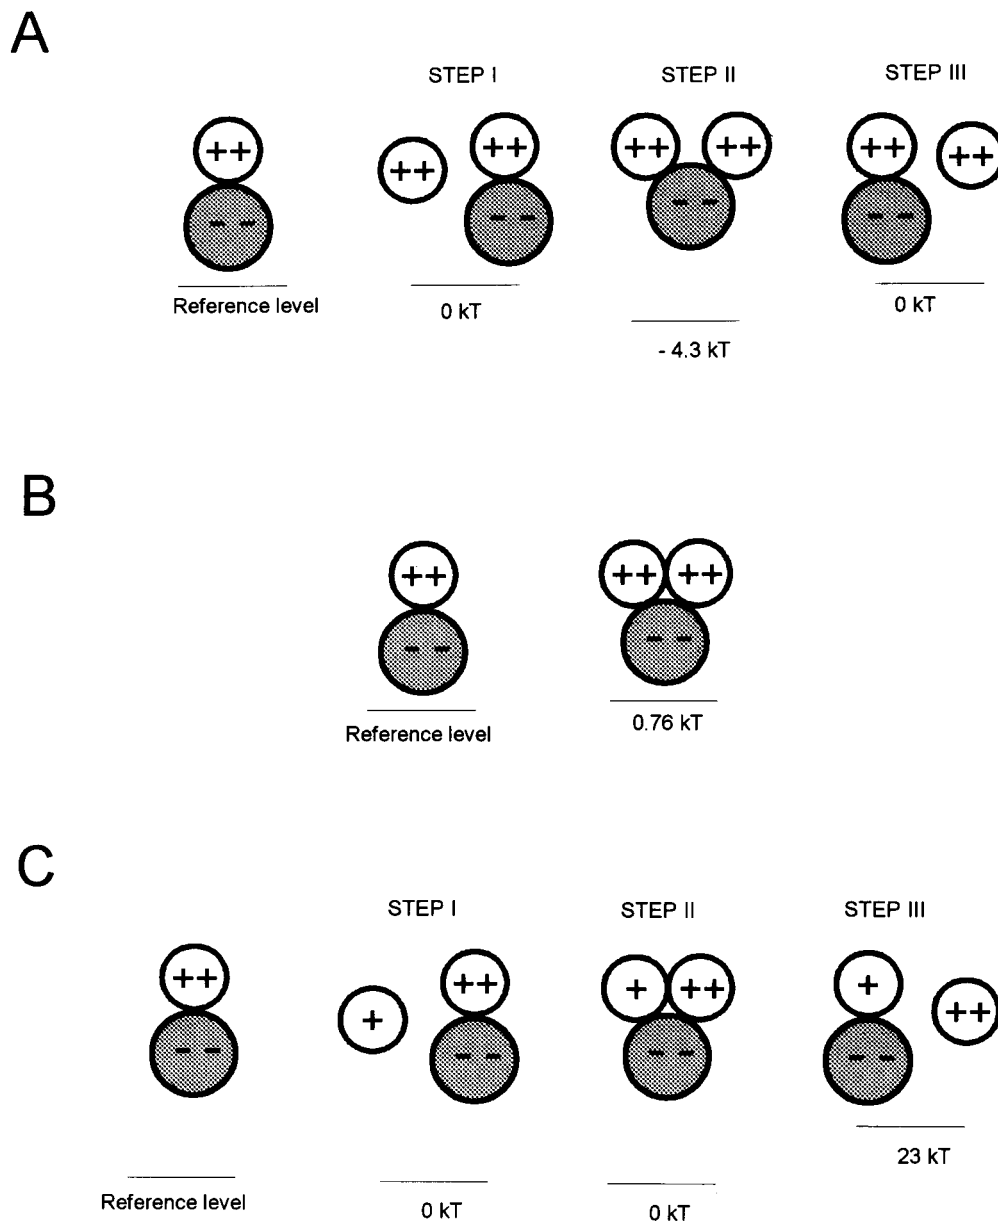 A
STEP I STEP II STEP III
++ ++ ++ ++ ++ ++ ++
- - - - - - - -
Reference level 0 kT - 4.3 kT 0 kT
B
++ ++ ++
- - - -
Reference level 0.76 kT
C
STEP I STEP II STEP III
++ + ++ + ++ + ++
- - - - - - - -
Reference level 0 kT 0 kT 23 kT